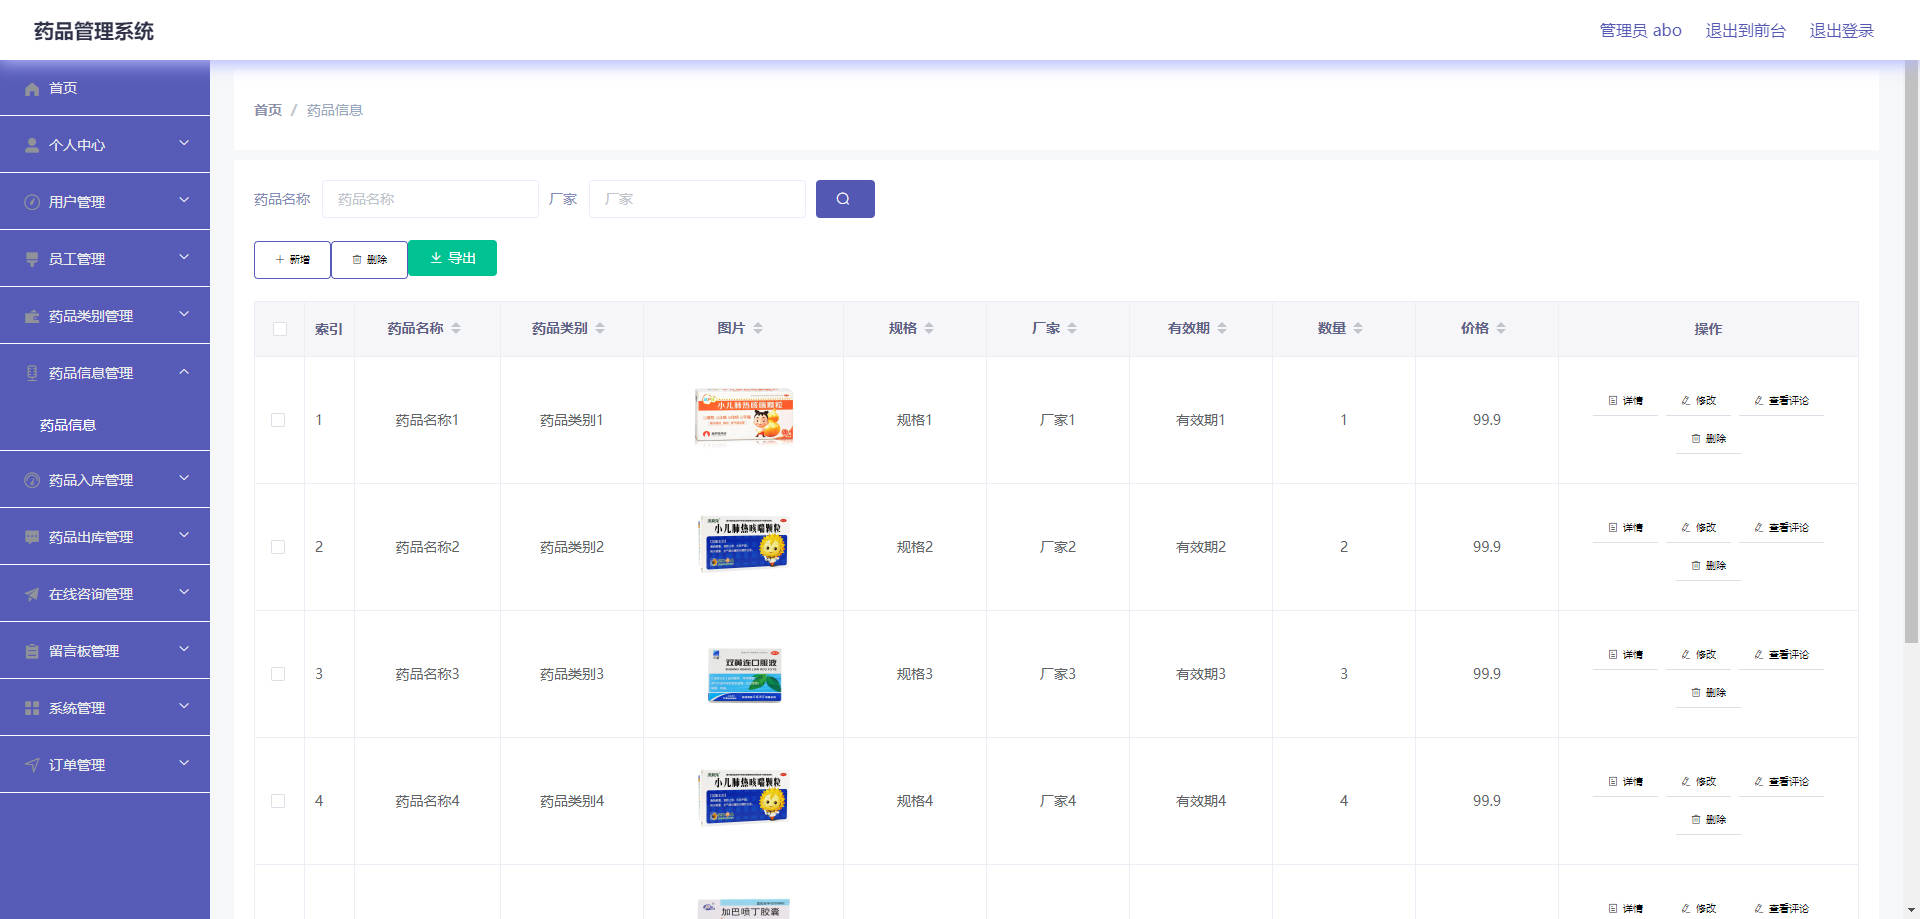 药品管理系统
管理员 abo 退出到前台 退出登录
首页
个人中心
用户管理
员工管理
药品类别管理
药品信息管理
药品信息
药品入库管理
药品出库管理
在线咨询管理
留言板管理
系统管理
订单管理
首页 / 药品信息
药品名称 药品名称 厂家 厂家
新增 删除 导出
索引 药品名称 药品类别 图片 规格 厂家 有效期 数量 价格 操作
小儿肺热咳喘颗粒
1 药品名称1 药品类别1 规格1 厂家1 有效期1 1 99.9 详情 修改 查看评论
删除
小儿肺热咳喘颗粒
2 药品名称2 药品类别2 规格2 厂家2 有效期2 2 99.9 详情 修改 查看评论
删除
双黄连口服液
3 药品名称3 药品类别3 规格3 厂家3 有效期3 3 99.9 详情 修改 查看评论
删除
小儿肺热咳喘颗粒
4 药品名称4 药品类别4 规格4 厂家4 有效期4 4 99.9 详情 修改 查看评论
删除
加巴喷丁胶囊
详情 修改 查看评论